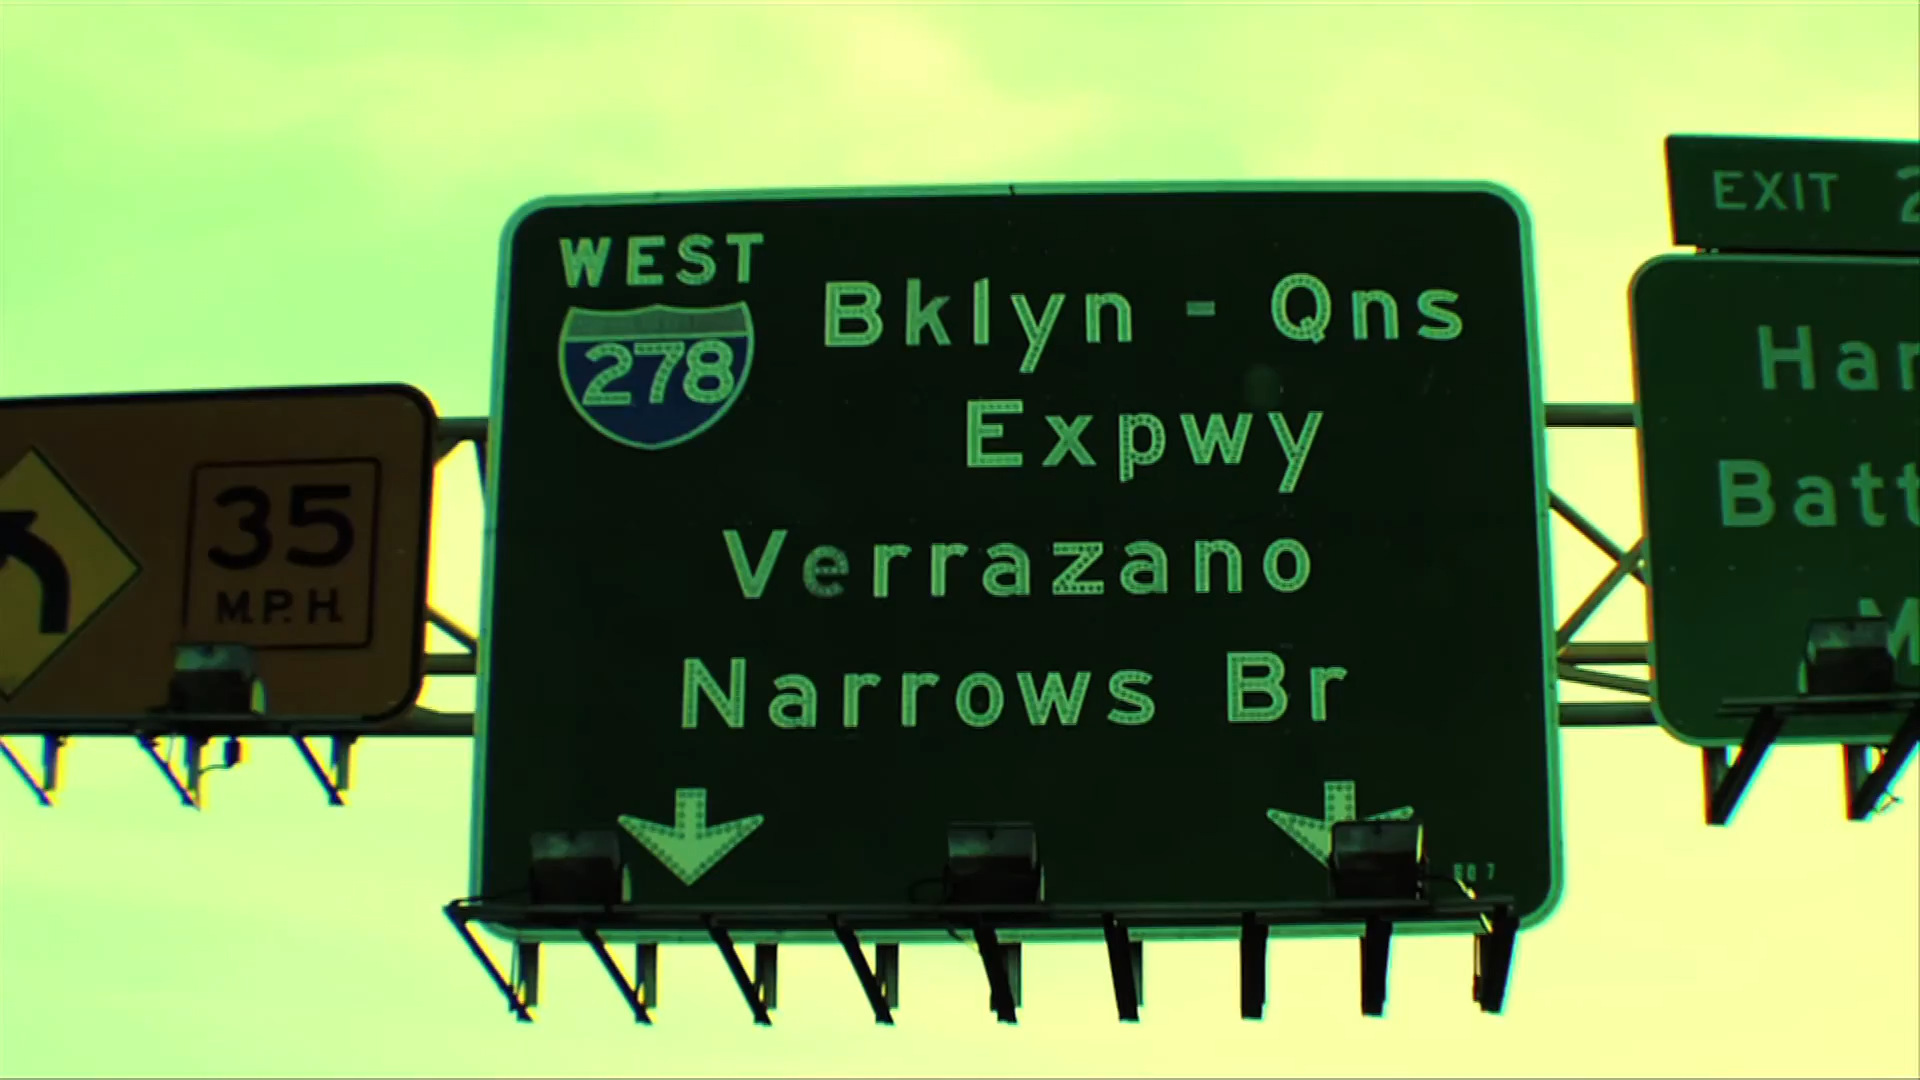 35
M.P.H.
WEST
278
Bklyn - Qns
Expwy
Verrazano
Narrows Br
EXIT